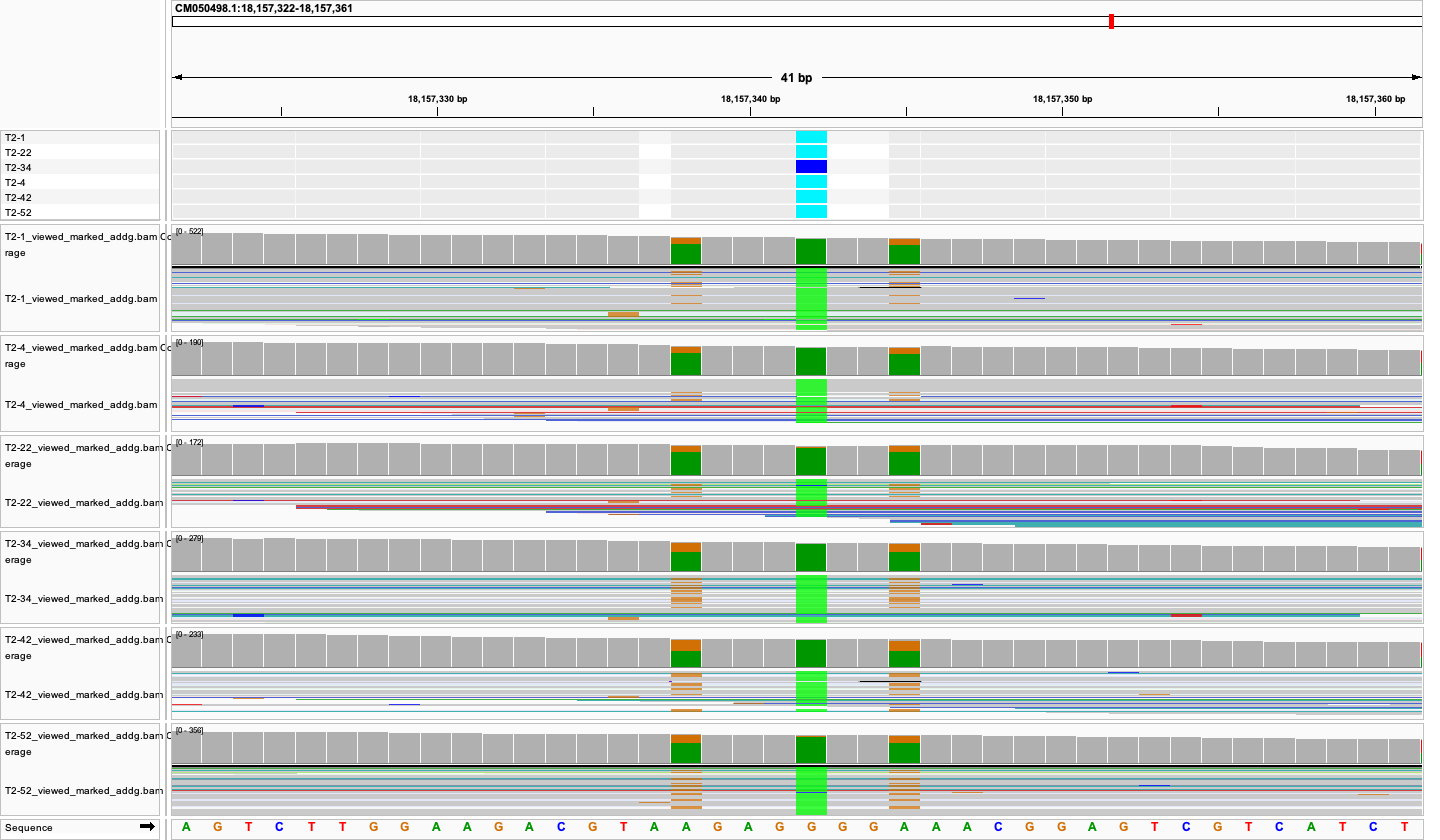 CM050498.1:18,157,322-18,157,361
41 bp
18,157,330 bp 18,157,340 bp 18,157,350 bp 18,157,360 bp
T2-1
T2-22
T2-34
T2-4
T2-42
T2-52
T2-1_viewed_marked_addg.bam Co
rage
[0 - 522]
T2-1_viewed_marked_addg.bam
T2-4_viewed_marked_addg.bam Co
rage
[0 - 190]
T2-4_viewed_marked_addg.bam
T2-22_viewed_marked_addg.bam C
erage
[0 - 172]
T2-22_viewed_marked_addg.bam
T2-34_viewed_marked_addg.bam C
erage
[0 - 279]
T2-34_viewed_marked_addg.bam
T2-42_viewed_marked_addg.bam C
erage
[0 - 233]
T2-42_viewed_marked_addg.bam
T2-52_viewed_marked_addg.bam C
erage
[0 - 356]
T2-52_viewed_marked_addg.bam
Sequence A G T C T T G G A A G A C G T A A G A G G G G A A A C G G A G T C G T C A T C T